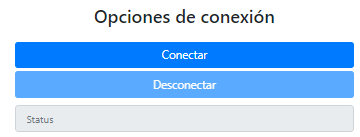 Opciones de conexión
Conectar
Desconectar
Status